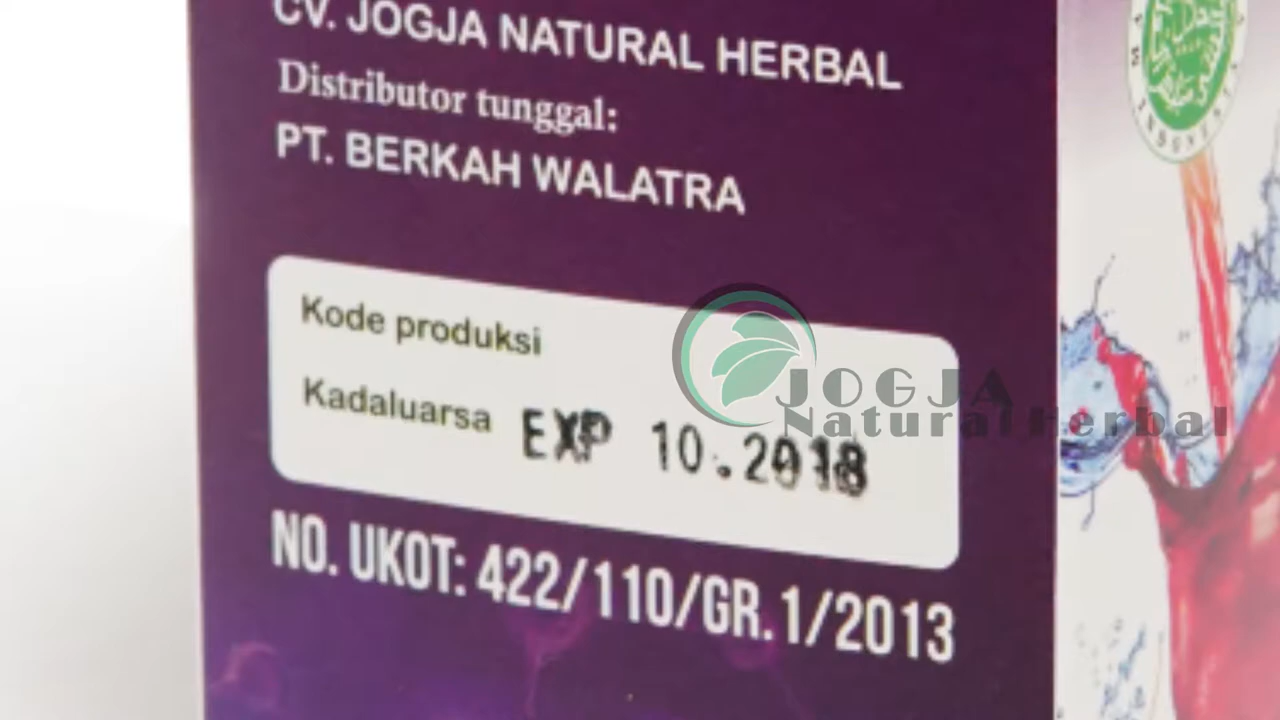 CV. JOGJA NATURAL HERBAL
Distributor tunggal:
PT. BERKAH WALATRA
Kode produksi
Kadaluarsa EXP 10.2018
JOGJA
Natural Herbal
NO. UKOT: 422/110/GR.1/2013